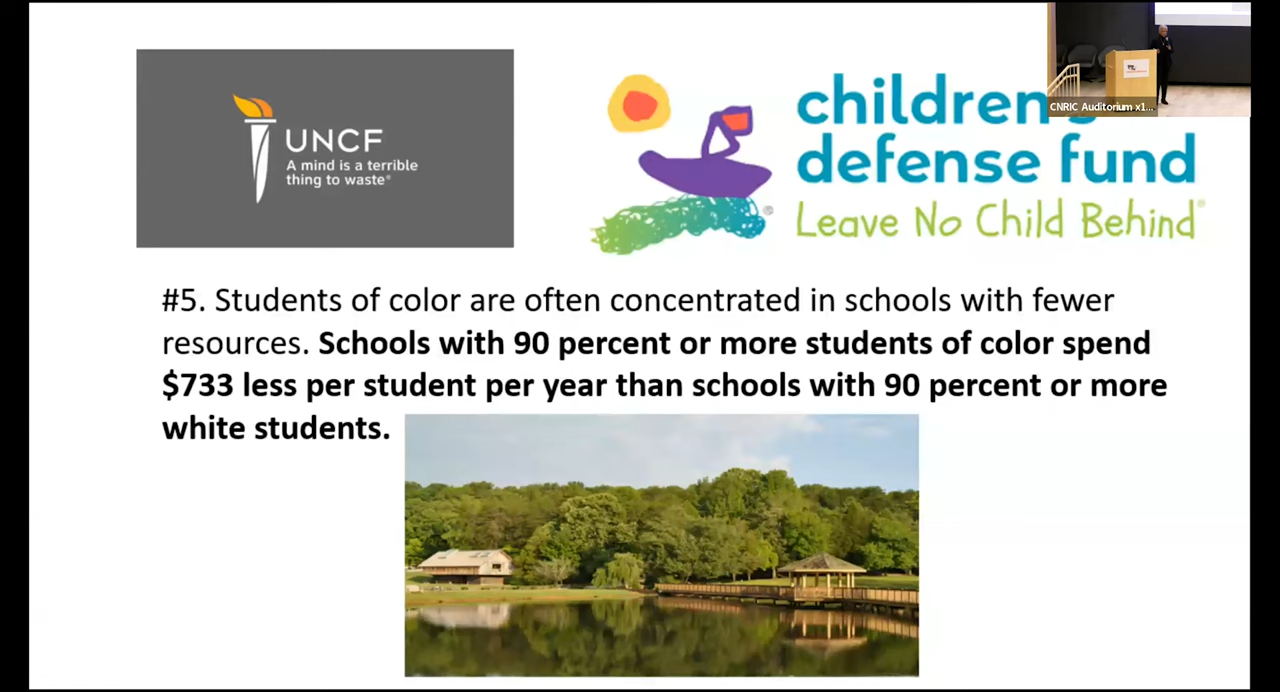 UNCF
A mind is a terrible
thing to waste®
children's
CNRIC Auditorium x1...
defense fund
Leave No Child Behind®
#5. Students of color are often concentrated in schools with fewer
resources. Schools with 90 percent or more students of color spend
$733 less per student per year than schools with 90 percent or more
white students.